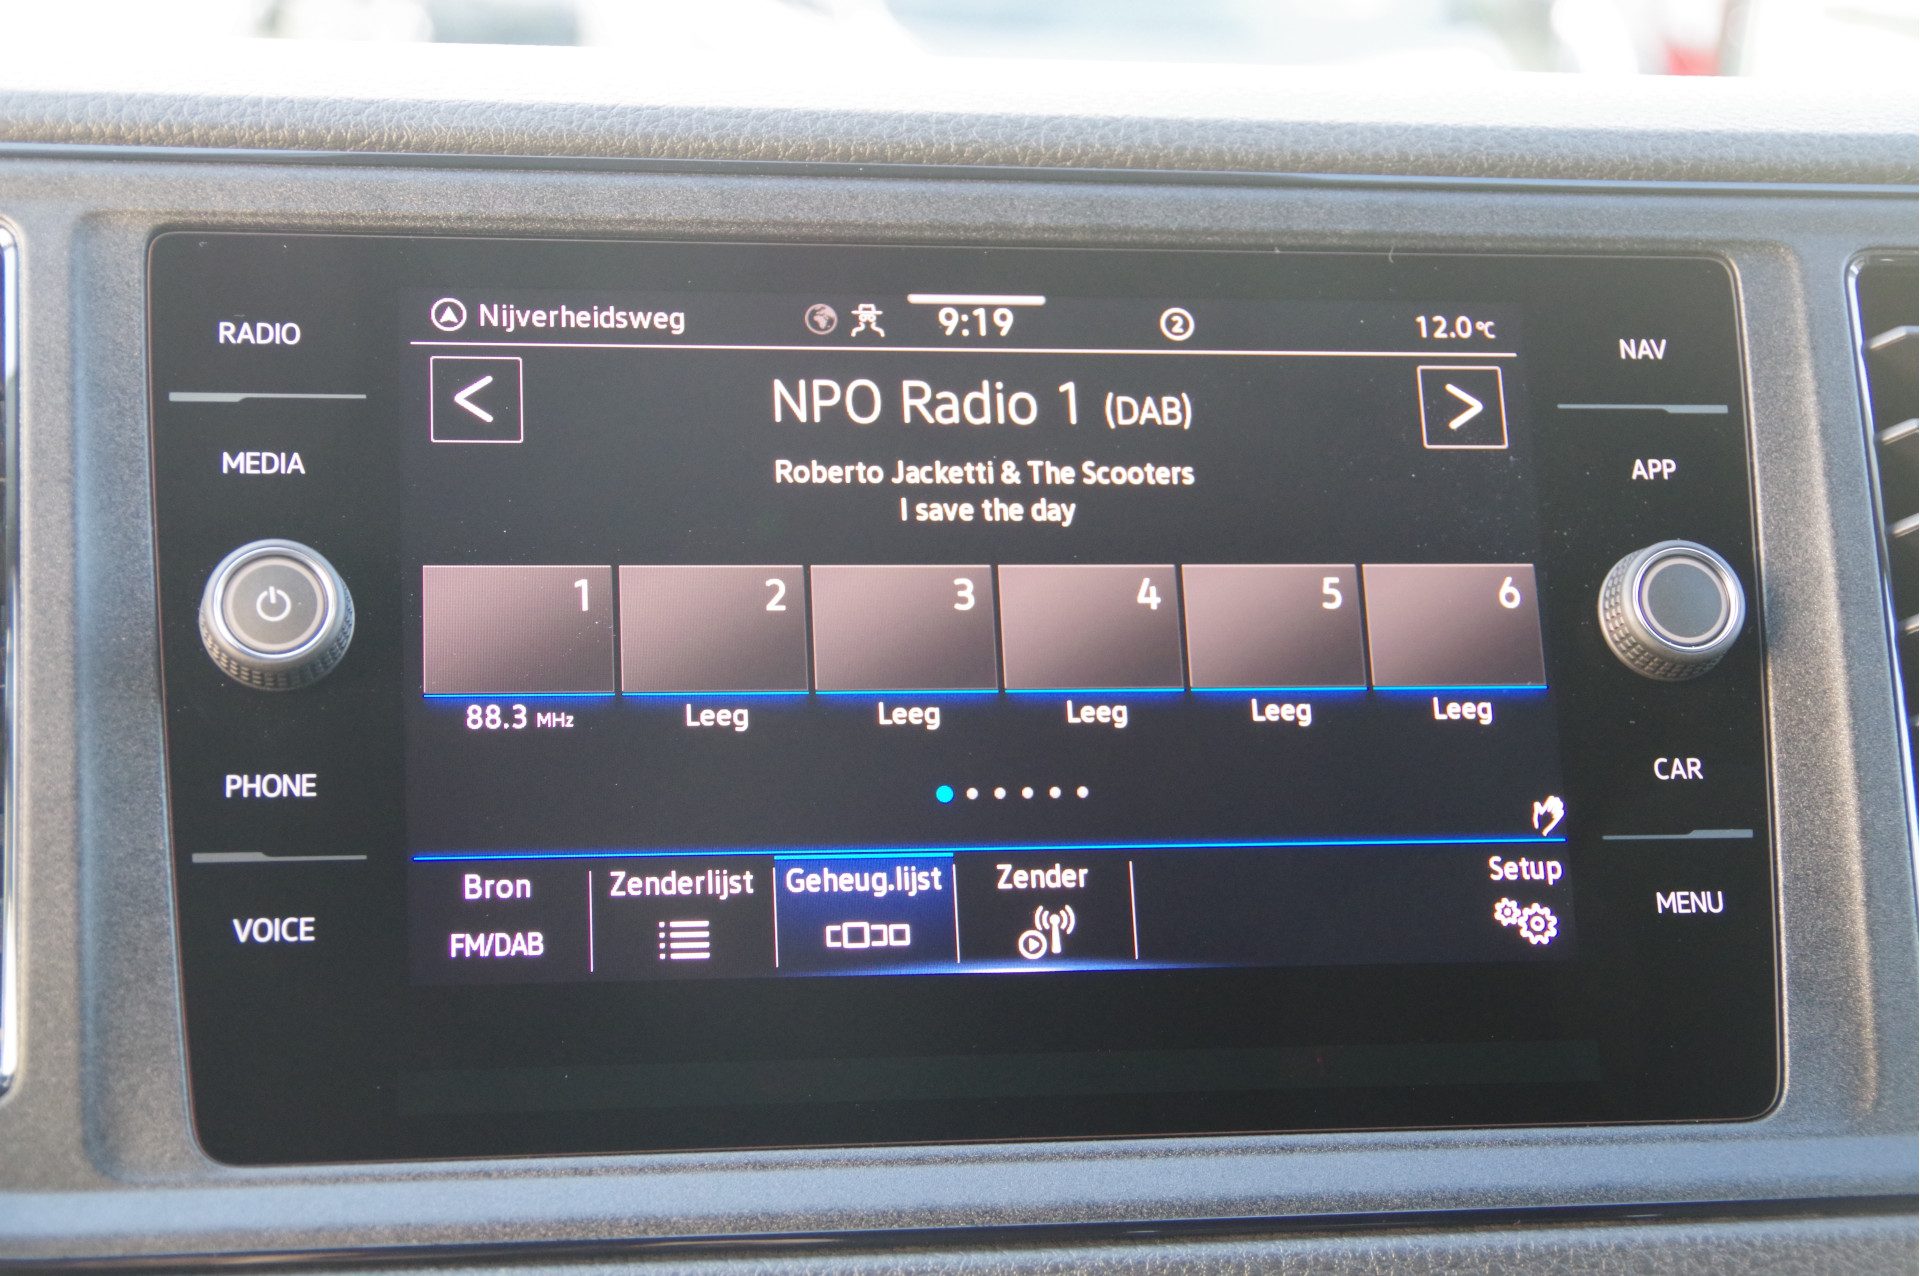 RADIO
MEDIA
PHONE
VOICE
Nijverheidsweg
9:19
2
12.0°C
<
NPO Radio 1 (DAB)
>
Roberto Jacketti & The Scooters
I save the day
1 2 3 4 5 6
88.3 MHz Leeg Leeg Leeg Leeg Leeg
Bron Zenderlijst Geheug.lijst Zender Setup
FM/DAB
NAV
APP
CAR
MENU